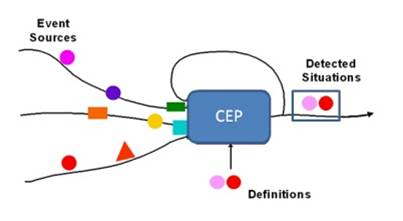 Event
Sources
Detected
Situations
CEP
Definitions